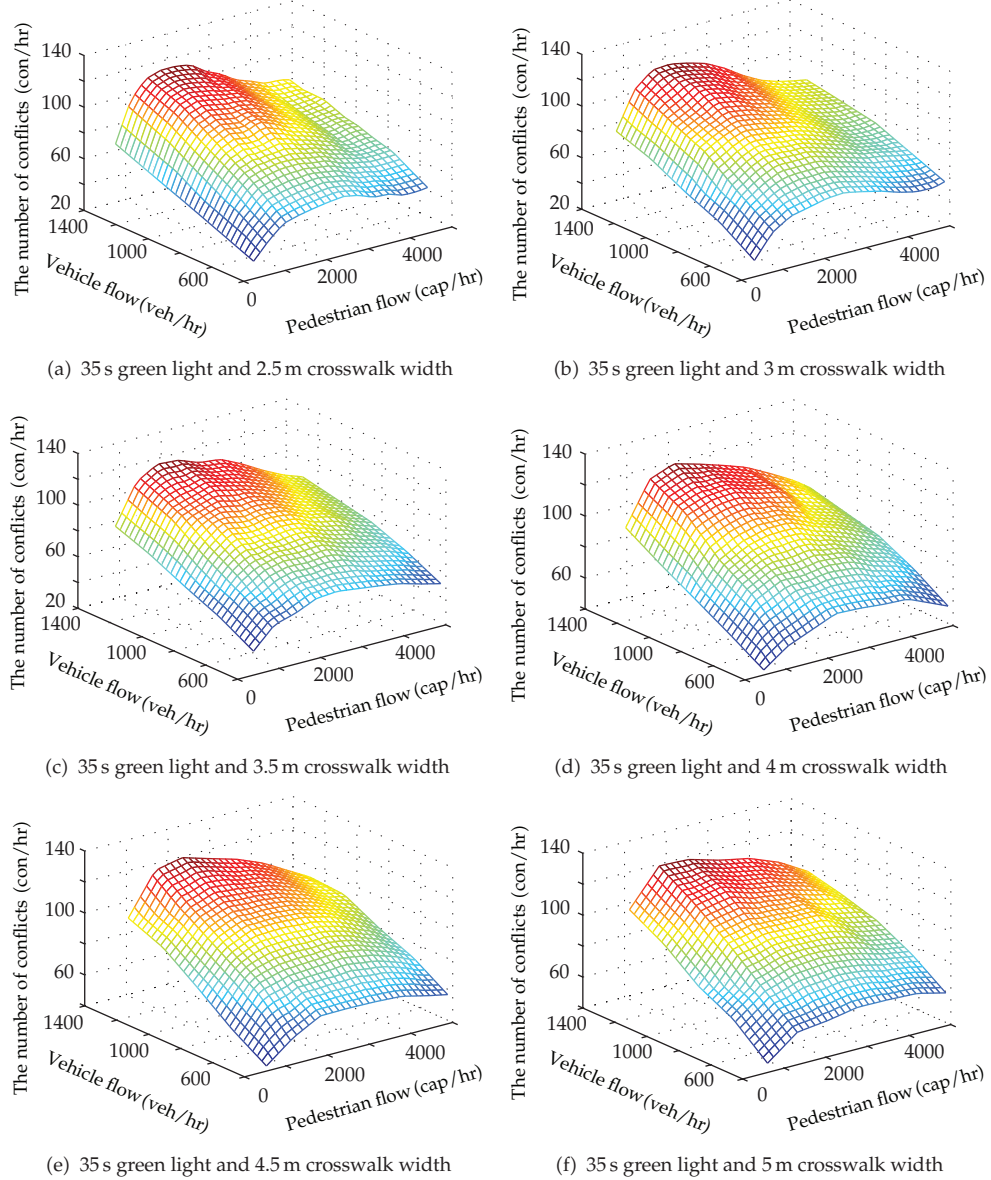 The number of conflicts (con/hr)
140
100
60
20
1400
1000
600
Vehicle flow (veh/hr)
0
2000
4000
Pedestrian flow (cap/hr)
(a) 35 s green light and 2.5 m crosswalk width
The number of conflicts (con/hr)
140
100
60
20
1400
1000
600
Vehicle flow (veh/hr)
0
2000
4000
Pedestrian flow (cap/hr)
(b) 35 s green light and 3 m crosswalk width
The number of conflicts (con/hr)
140
100
60
20
1400
1000
600
Vehicle flow (veh/hr)
0
2000
4000
Pedestrian flow (cap/hr)
(c) 35 s green light and 3.5 m crosswalk width
The number of conflicts (con/hr)
140
100
60
1400
1000
600
Vehicle flow (veh/hr)
0
2000
4000
Pedestrian flow (cap/hr)
(d) 35 s green light and 4 m crosswalk width
The number of conflicts (con/hr)
140
100
60
1400
1000
600
Vehicle flow (veh/hr)
0
2000
4000
Pedestrian flow (cap/hr)
(e) 35 s green light and 4.5 m crosswalk width
The number of conflicts (con/hr)
140
100
60
1400
1000
600
Vehicle flow (veh/hr)
0
2000
4000
Pedestrian flow (cap/hr)
(f) 35 s green light and 5 m crosswalk width